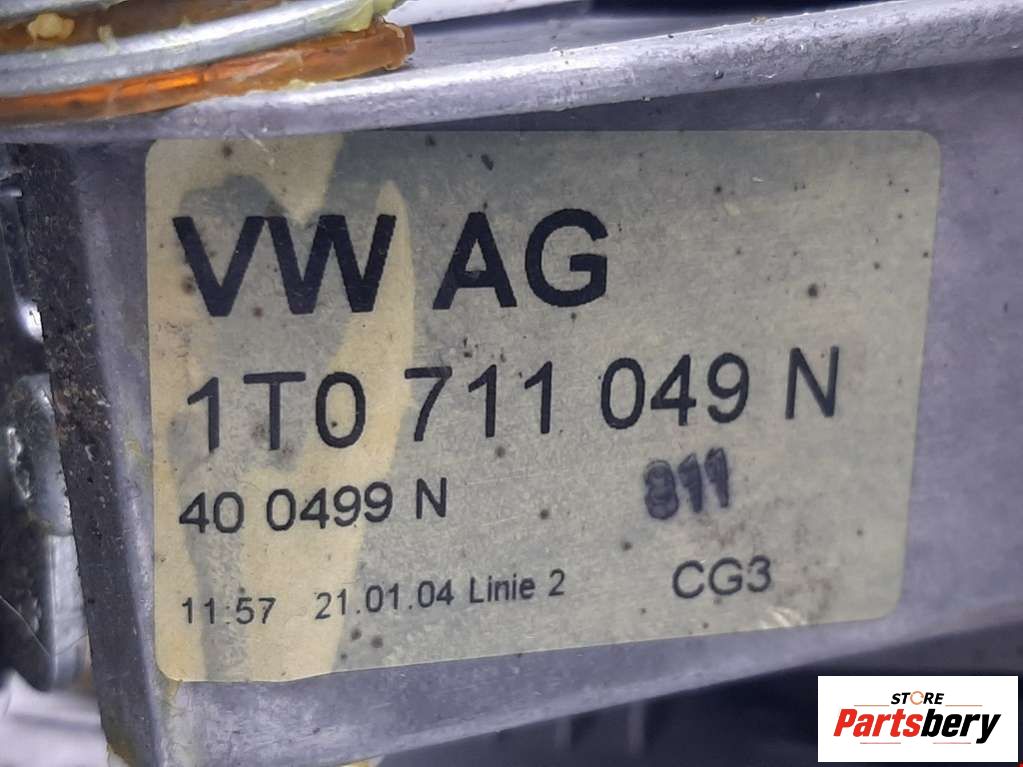 VW AG
1T0 711 049 N
40 0499 N 811
11:57 21.01.04 Linie 2 CG3
STORE
Partsbery